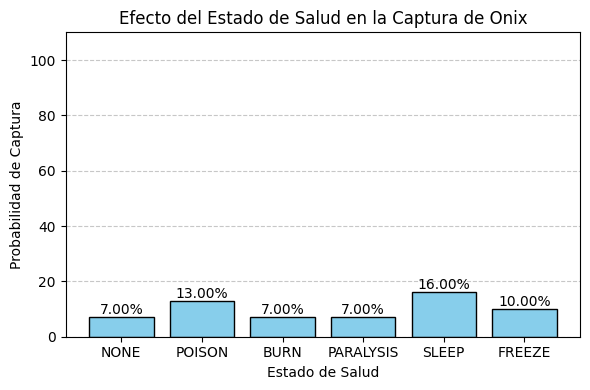 Efecto del Estado de Salud en la Captura de Onix
Probabilidad de Captura
100
80
60
40
20
0
7.00%
13.00%
7.00%
7.00%
16.00%
10.00%
NONE
POISON
BURN
PARALYSIS
SLEEP
FREEZE
Estado de Salud